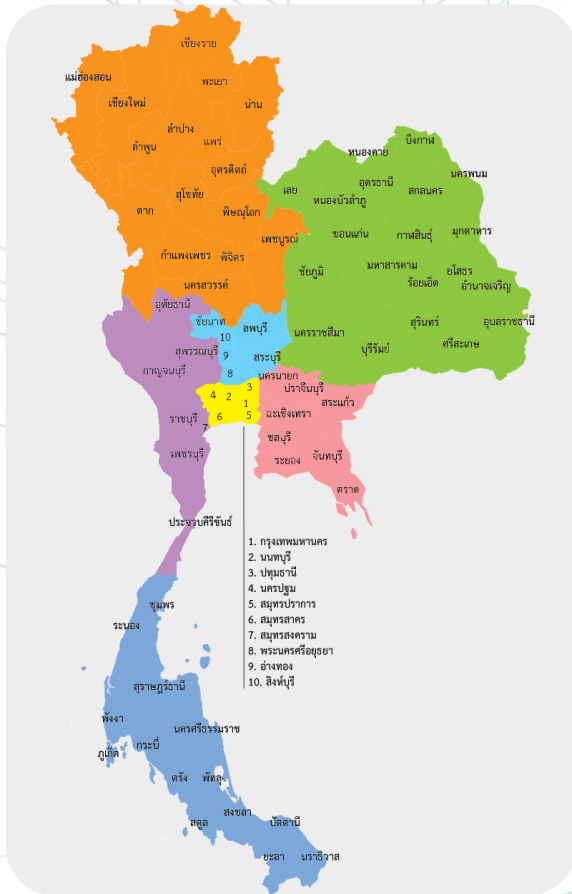 เชียงราย
แม่ฮ่องสอน
พะเยา
เชียงใหม่
น่าน
ลำปาง
แพร่
ลำพูน
อุตรดิตถ์
สุโขทัย
ตาก
พิษณุโลก
เพชรบูรณ์
กำแพงเพชร
พิจิตร
นครสวรรค์
บึงกาฬ
หนองคาย
นครพนม
เลย
อุดรธานี
สกลนคร
หนองบัวลำภู
ขอนแก่น
กาฬสินธุ์
มุกดาหาร
ชัยภูมิ
มหาสารคาม
ยโสธร
ร้อยเอ็ด
อำนาจเจริญ
นครราชสีมา
สุรินทร์
อุบลราชธานี
บุรีรัมย์
ศรีสะเกษ
อุทัยธานี
ชัยนาท
ลพบุรี
10
สุพรรณบุรี
9
สระบุรี
กาญจนบุรี
8
นครนายก
3
ปราจีนบุรี
4
2
1
สระแก้ว
ราชบุรี
6
5
ฉะเชิงเทรา
7
ชลบุรี
เพชรบุรี
ระยอง
จันทบุรี
ตราด
ประจวบคีรีขันธ์
1. กรุงเทพมหานคร
2. นนทบุรี
3. ปทุมธานี
4. นครปฐม
5. สมุทรปราการ
6. สมุทรสาคร
7. สมุทรสงคราม
8. พระนครศรีอยุธยา
9. อ่างทอง
10. สิงห์บุรี
ชุมพร
ระนอง
สุราษฎร์ธานี
พังงา
นครศรีธรรมราช
กระบี่
ภูเก็ต
ตรัง
พัทลุง
สงขลา
สตูล
ปัตตานี
ยะลา
นราธิวาส